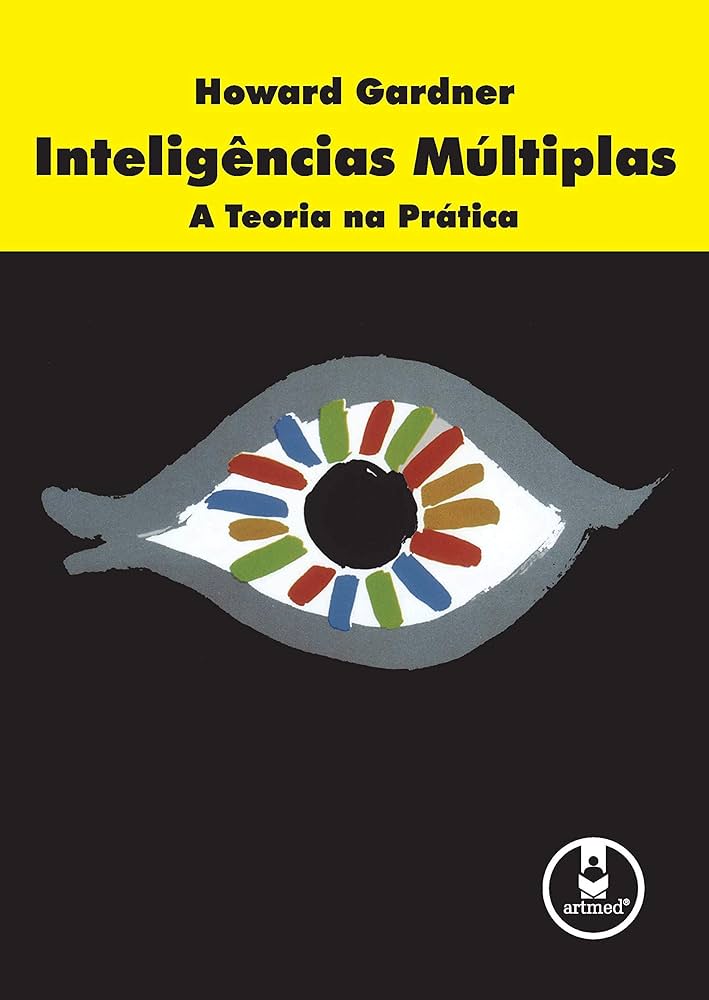 Howard Gardner
Inteligências Múltiplas
A Teoria na Prática
artmed®